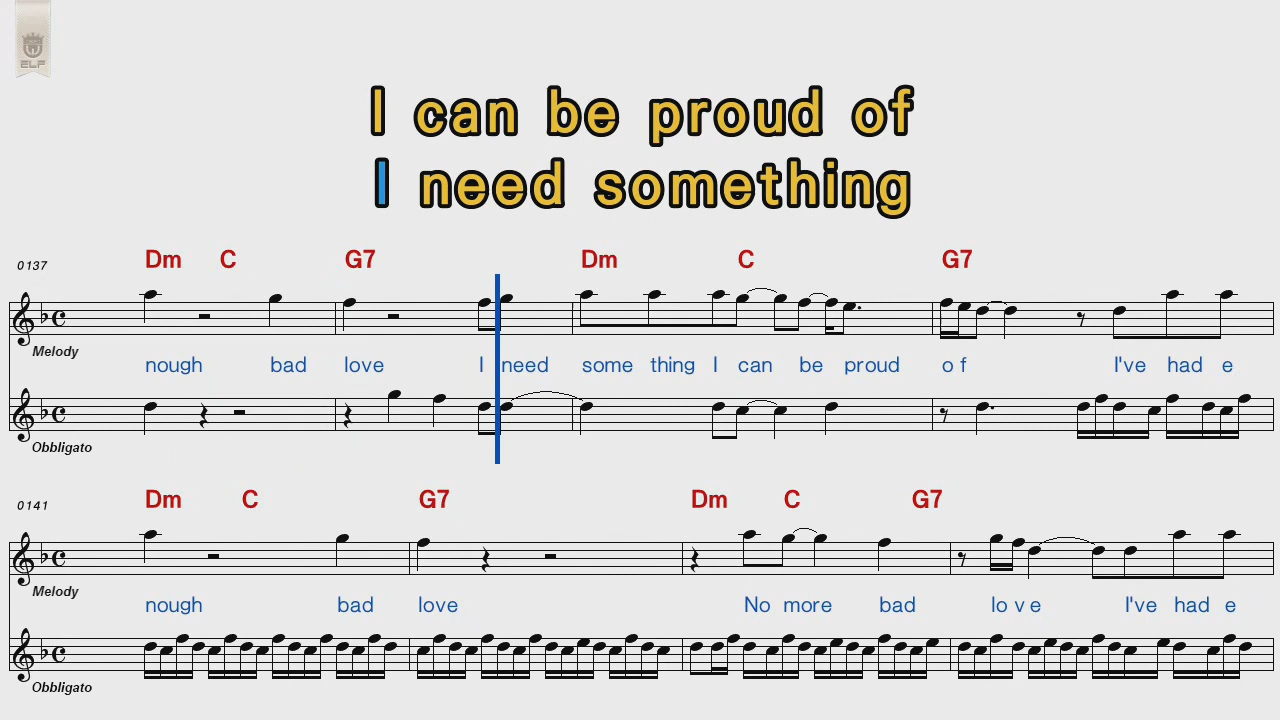 ELF
I can be proud of
I need something
0137
Dm C G7 Dm C G7
Melody
nough bad love I need some thing I can be proud o f I've had e
Obbligato
0141
Dm C G7 Dm C G7
Melody
nough bad love No more bad lo v e I've had e
Obbligato